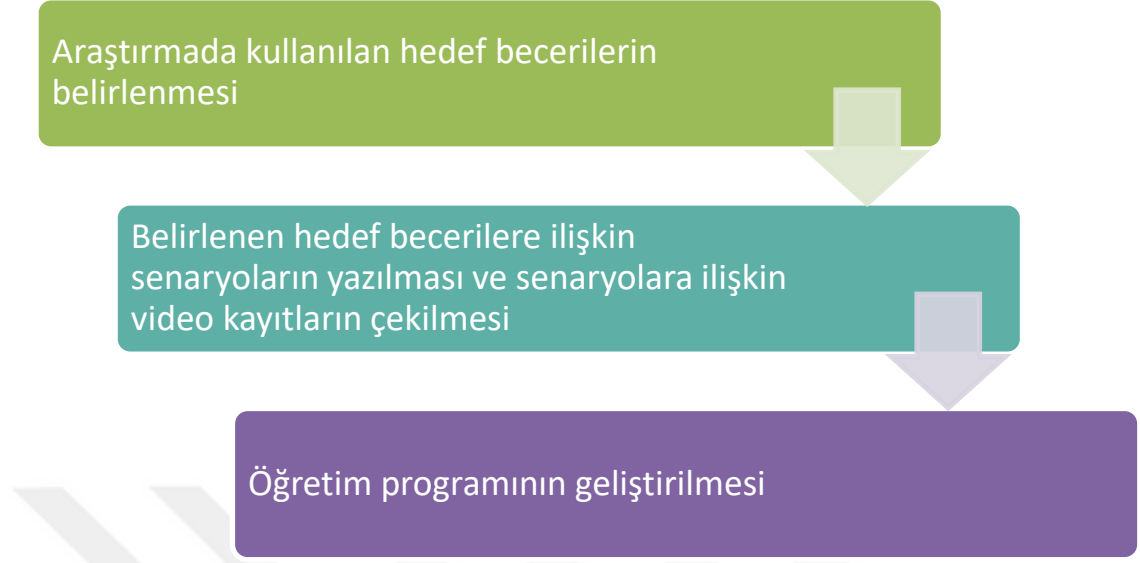 Araştırmada kullanılan hedef becerilerin
belirlenmesi
Belirlenen hedef becerilere ilişkin
senaryoların yazılması ve senaryolara ilişkin
video kayıtların çekilmesi
Öğretim programının geliştirilmesi